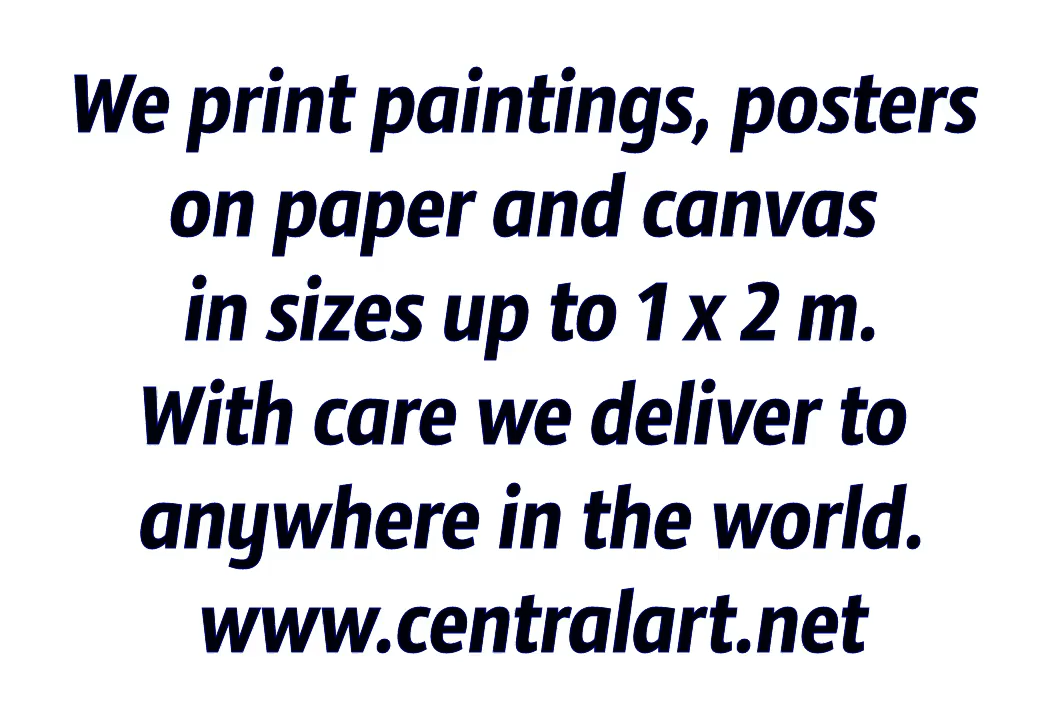 We print paintings, posters
on paper and canvas
in sizes up to 1 x 2 m.
With care we deliver to
anywhere in the world.
www.centralart.net